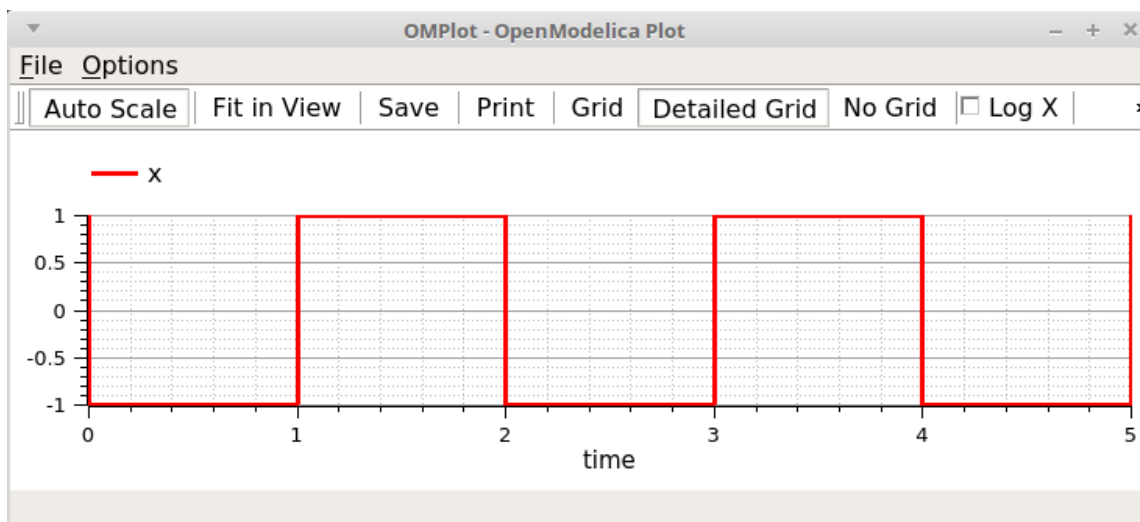 OMPlot - OpenModelica Plot
File Options
Auto Scale Fit in View Save Print Grid Detailed Grid No Grid Log X
x
1
0.5
0
-0.5
-1
0 1 2 3 4 5
time